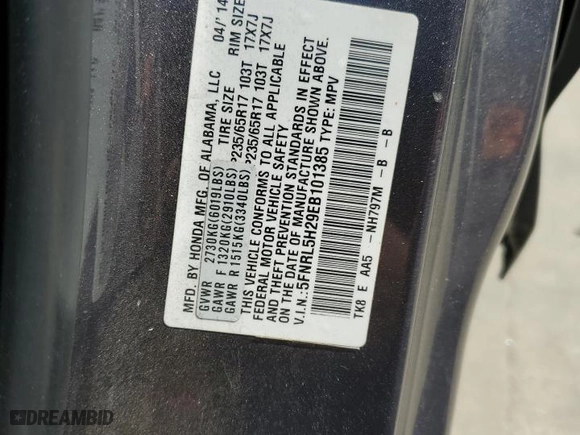 MFD. BY HONDA MFG. OF ALABAMA, LLC 04/'14
GVWR 2730KG(6019LBS) TIRE SIZE RIM SIZE
GAWR F 1320KG(2910LBS) P235/65R17 103T 17X7J
GAWR R 1515KG(3340LBS) P235/65R17 103T 17X7J
THIS VEHICLE CONFORMS TO ALL APPLICABLE
FEDERAL MOTOR VEHICLE SAFETY
AND THEFT PREVENTION STANDARDS IN EFFECT
ON THE DATE OF MANUFACTURE SHOWN ABOVE.
V.I.N.:5FNRL5H29EB101385 TYPE: MPV
TK8 E AA5 -NH797M -B -B
DREAMBID